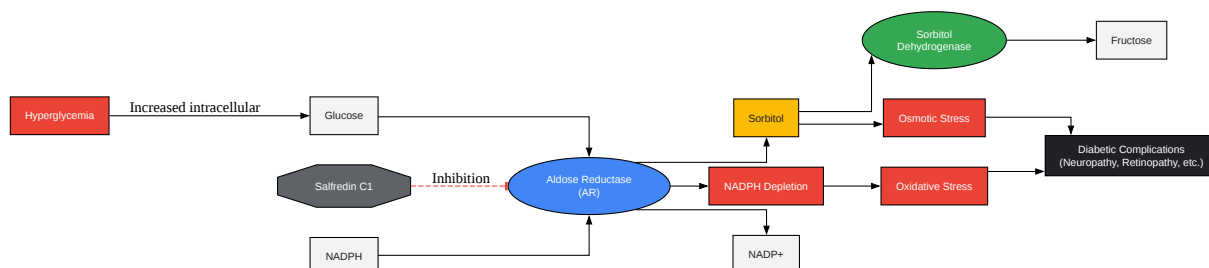 Sorbitol
Dehydrogenase
Fructose
Hyperglycemia
Increased intracellular
Glucose
Sorbitol
Osmotic Stress
Diabetic Complications
(Neuropathy, Retinopathy, etc.)
Salfredin C1
Inhibition
Aldose Reductase
(AR)
NADPH Depletion
Oxidative Stress
NADPH
NADP+